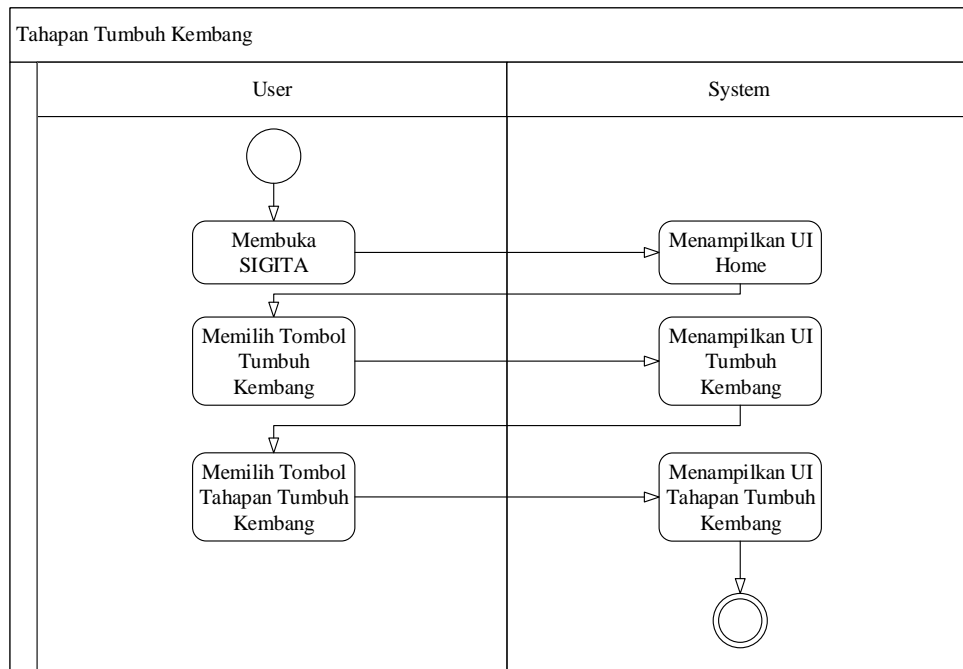 Tahapan Tumbuh Kembang
User
System
Membuka
SIGITA
Menampilkan UI
Home
Memilih Tombol
Tumbuh
Kembang
Menampilkan UI
Tumbuh
Kembang
Memilih Tombol
Tahapan Tumbuh
Kembang
Menampilkan UI
Tahapan Tumbuh
Kembang